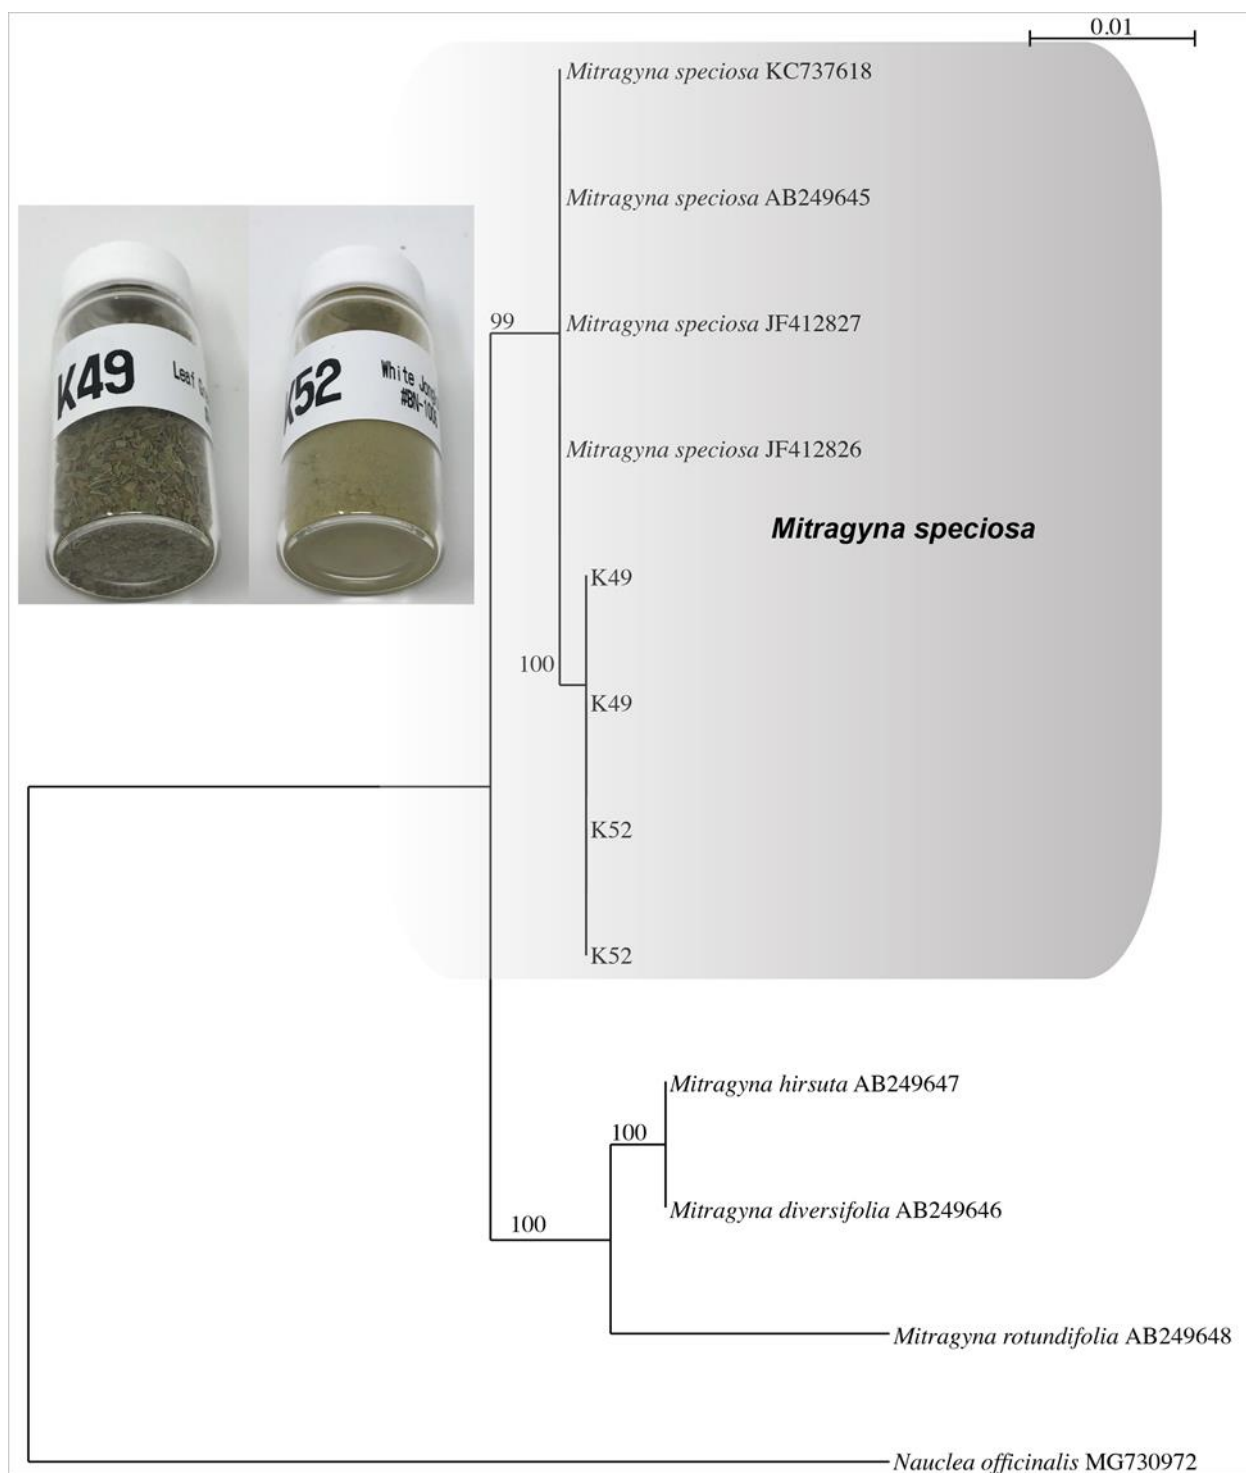 0.01
Mitragyna speciosa KC737618
Mitragyna speciosa AB249645
99
Mitragyna speciosa JF412827
K49
Leaf
K52
White
Mitragyna speciosa JF412826
Mitragyna speciosa
K49
100
K49
K52
K52
Mitragyna hirsuta AB249647
100
Mitragyna diversifolia AB249646
100
Mitragyna rotundifolia AB249648
Nauclea officinalis MG730972